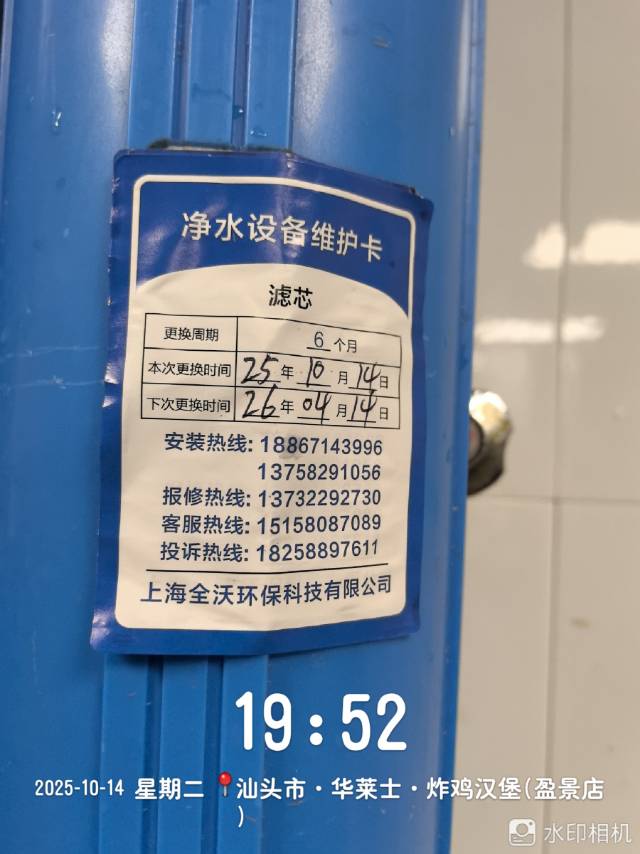 净水设备维护卡
滤芯
更换周期 6 个月
本次更换时间 25 年 10 月 14 日
下次更换时间 26 年 04 月 14 日
安装热线: 18867143996
13758291056
报修热线: 13732292730
客服热线: 15158087089
投诉热线: 18258897611
上海全沃环保科技有限公司
19:52
2025-10-14 星期二 📍汕头市·华莱士·炸鸡汉堡(盈景店
)
水印相机